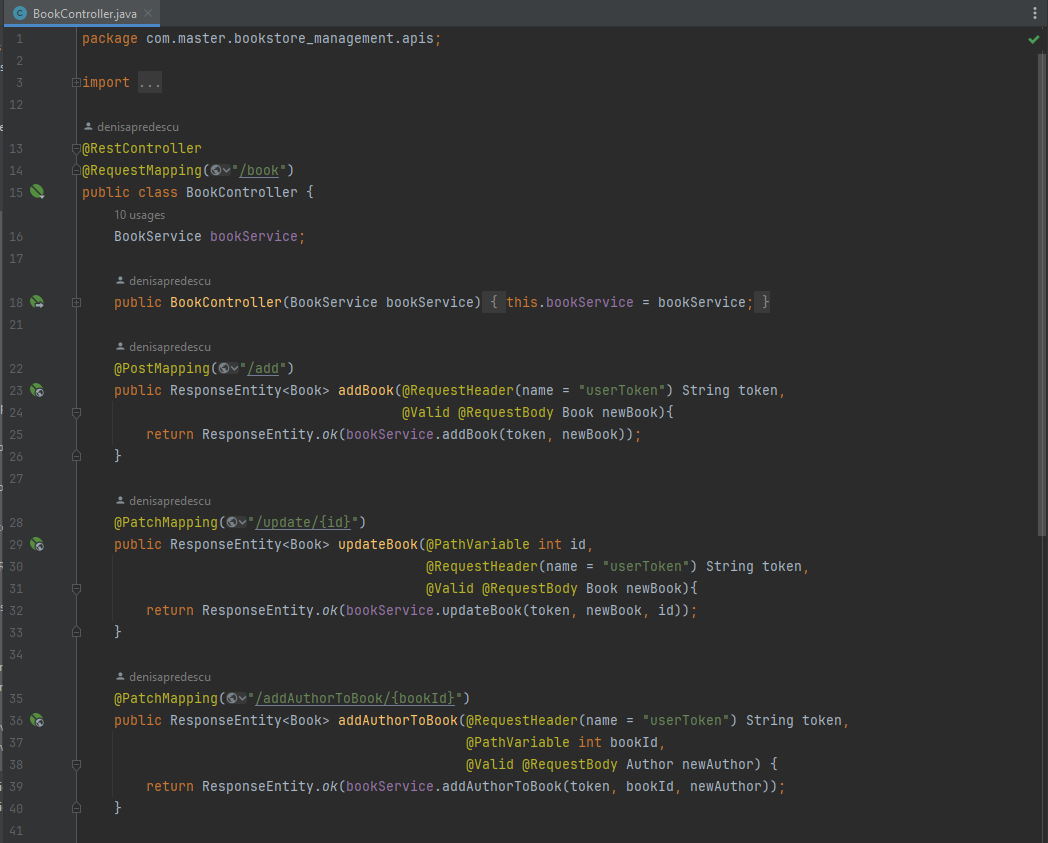 BookController.java
1 package com.master.bookstore_management.apis;
2
3 import ...
12
denisapredescu
13 @RestController
14 @RequestMapping("/book")
15 public class BookController {
10 usages
16 BookService bookService;
17
denisapredescu
18 public BookController(BookService bookService) { this.bookService = bookService; }
21
denisapredescu
22 @PostMapping("/add")
23 public ResponseEntity<Book> addBook(@RequestHeader(name = "userToken") String token,
24 @Valid @RequestBody Book newBook){
25 return ResponseEntity.ok(bookService.addBook(token, newBook));
26 }
27
denisapredescu
28 @PatchMapping("/update/{id}")
29 public ResponseEntity<Book> updateBook(@PathVariable int id,
30 @RequestHeader(name = "userToken") String token,
31 @Valid @RequestBody Book newBook){
32 return ResponseEntity.ok(bookService.updateBook(token, newBook, id));
33 }
34
denisapredescu
35 @PatchMapping("/addAuthorToBook/{bookId}")
36 public ResponseEntity<Book> addAuthorToBook(@RequestHeader(name = "userToken") String token,
37 @PathVariable int bookId,
38 @Valid @RequestBody Author newAuthor) {
39 return ResponseEntity.ok(bookService.addAuthorToBook(token, bookId, newAuthor));
40 }
41